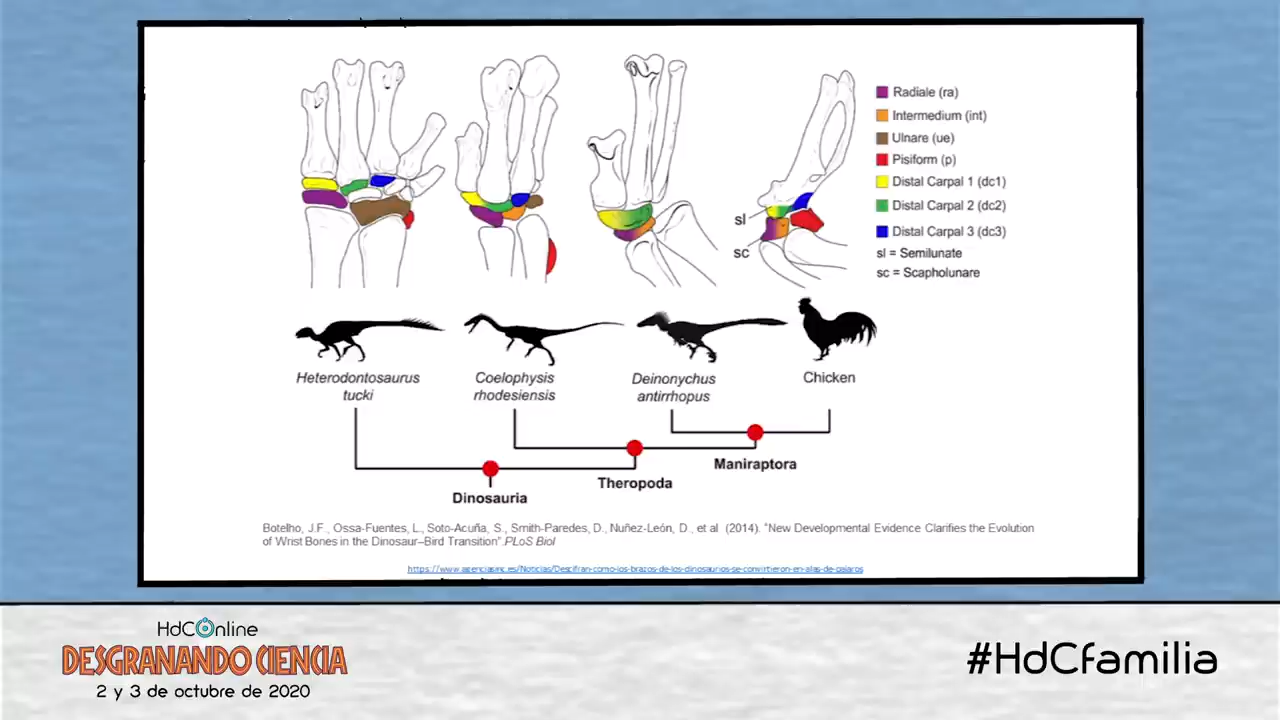 Radiale (ra)
Intermedium (int)
Ulnare (ue)
Pisiform (p)
Distal Carpal 1 (dc1)
Distal Carpal 2 (dc2)
Distal Carpal 3 (dc3)
sl = Semilunate
sc = Scapholunare
sl
sc
Heterodontosaurus
tucki
Coelophysis
rhodesiensis
Deinonychus
antirrhopus
Chicken
Maniraptora
Theropoda
Dinosauria
Botelho, J.F., Ossa-Fuentes, L., Soto-Acuña, S., Smith-Paredes, D., Nuñez-León, D., et al. (2014). "New Developmental Evidence Clarifies the Evolution
of Wrist Bones in the Dinosaur–Bird Transition".PLoS Biol
https://www.agenciasinc.es/Noticias/Descifran-como-los-brazos-de-los-dinosaurios-se-convirtieron-en-alas-de-pajaros
HdCOnline
DESGRANANDO CIENCIA
2 y 3 de octubre de 2020
#HdCfamilia